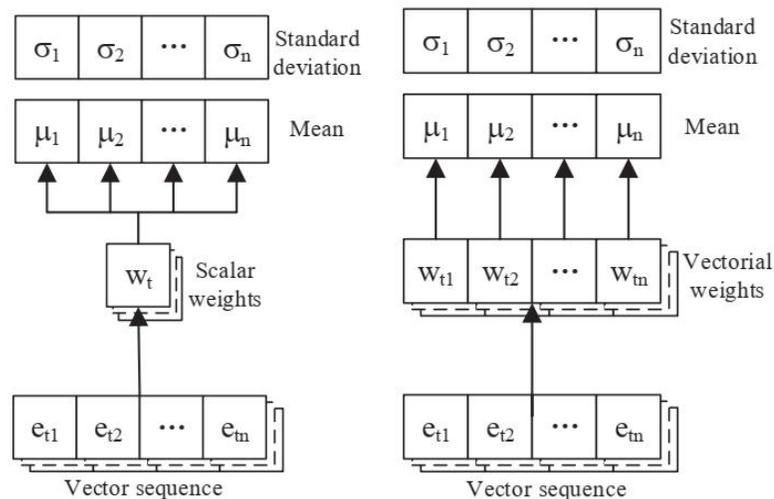 σ1 σ2 ... σn Standard deviation
μ1 μ2 ... μn Mean
wt Scalar weights
et1 et2 ... etn
Vector sequence
σ1 σ2 ... σn Standard deviation
μ1 μ2 ... μn Mean
wt1 wt2 ... wtn Vectorial weights
et1 et2 ... etn
Vector sequence